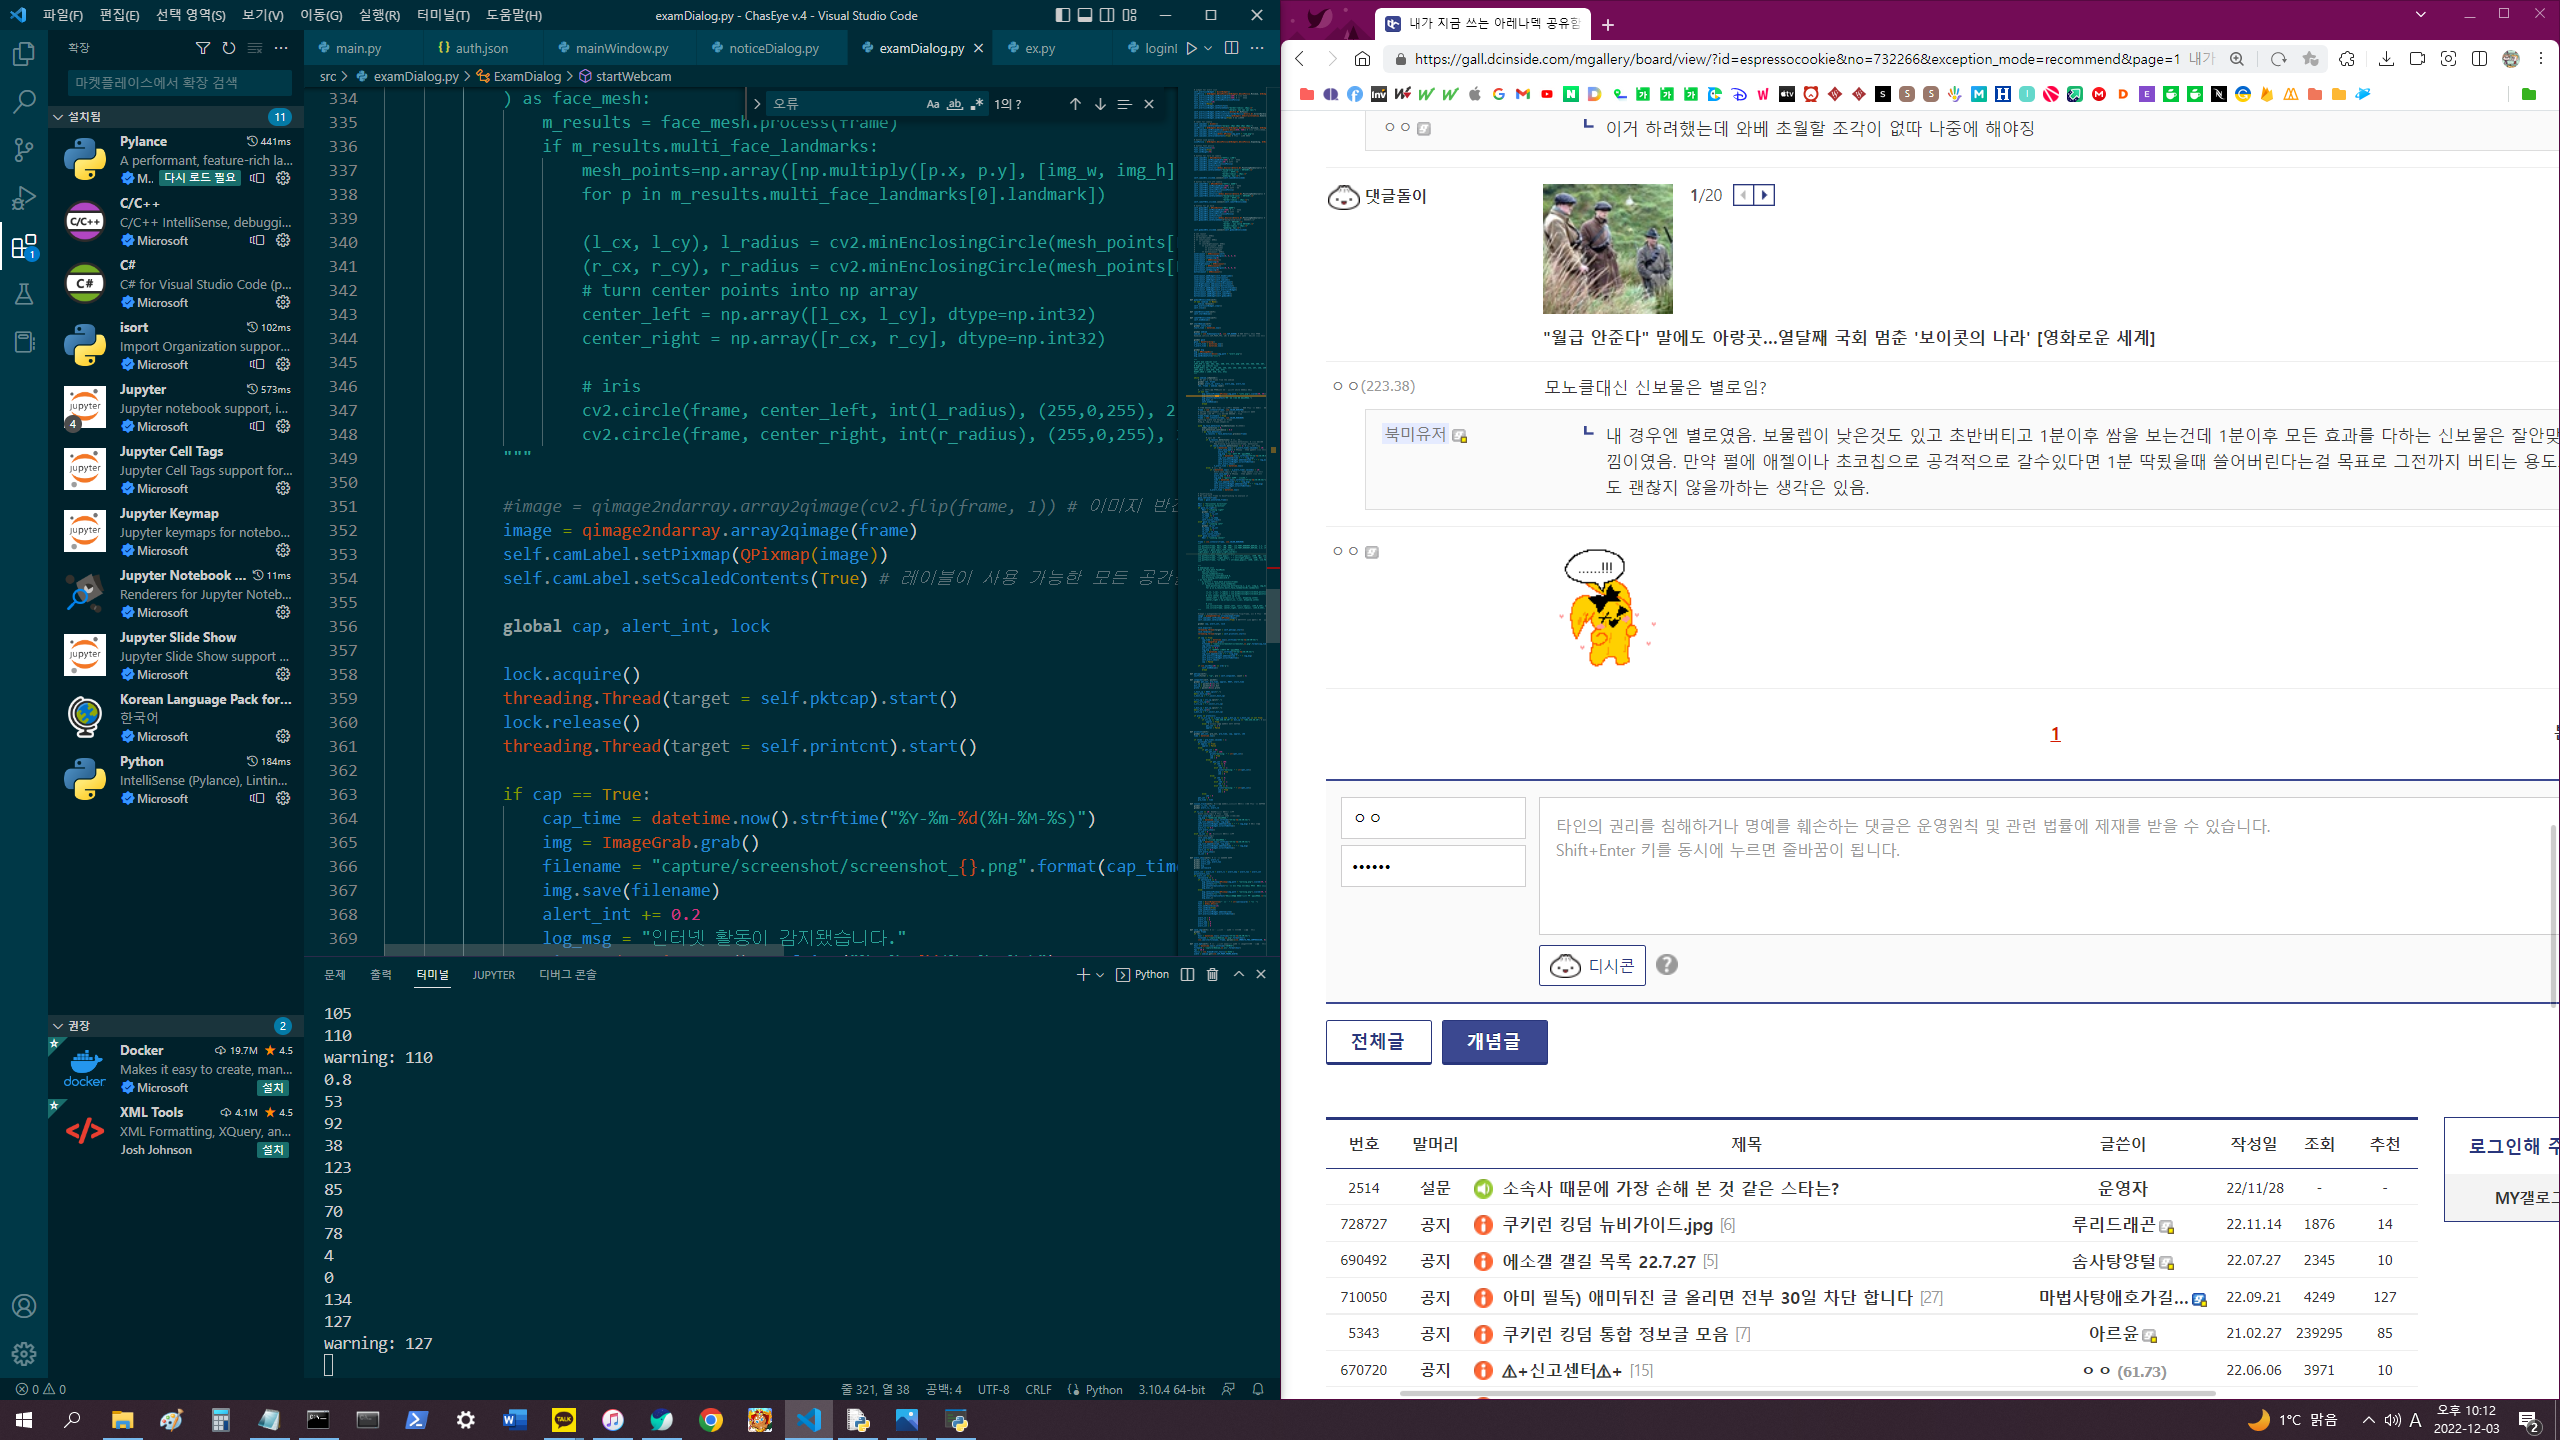 파일(F) 편집(E) 선택 영역(S) 보기(V) 이동(G) 실행(R) 터미널(T) 도움말(H)
examDialog.py - ChasEye v.4 - Visual Studio Code
확장
마켓플레이스에서 확장 검색
설치됨 11
Pylance 441ms
A performant, feature-rich la...
M.. 다시 로드 필요
C/C++
C/C++ IntelliSense, debuggi...
Microsoft
C#
C# for Visual Studio Code (p...
Microsoft
isort 102ms
Import Organization suppor...
Microsoft
Jupyter 573ms
Jupyter notebook support, i...
Microsoft
Jupyter Cell Tags
Jupyter Cell Tags support for...
Microsoft
Jupyter Keymap
Jupyter keymaps for notebo...
Microsoft
Jupyter Notebook ... 11ms
Renderers for Jupyter Noteb...
Microsoft
Jupyter Slide Show
Jupyter Slide Show support ...
Microsoft
Korean Language Pack for...
한국어
Microsoft
Python 184ms
IntelliSense (Pylance), Lintin...
Microsoft
권장 2
Docker 19.7M 4.5
Makes it easy to create, man...
Microsoft 설치
XML Tools 4.1M 4.5
XML Formatting, XQuery, an...
Josh Johnson 설치
main.py auth.json mainWindow.py noticeDialog.py examDialog.py ex.py loginI
src > examDialog.py > ExamDialog > startWebcam
오류 Aa ab 1의 ?
334 ) as face_mesh:
335 m_results = face_mesh.process(frame)
336 if m_results.multi_face_landmarks:
337 mesh_points=np.array([np.multiply([p.x, p.y], [img_w, img_h]
338 for p in m_results.multi_face_landmarks[0].landmark])
339
340 (l_cx, l_cy), l_radius = cv2.minEnclosingCircle(mesh_points[
341 (r_cx, r_cy), r_radius = cv2.minEnclosingCircle(mesh_points[
342 # turn center points into np array
343 center_left = np.array([l_cx, l_cy], dtype=np.int32)
344 center_right = np.array([r_cx, r_cy], dtype=np.int32)
345
346 # iris
347 cv2.circle(frame, center_left, int(l_radius), (255,0,255), 2
348 cv2.circle(frame, center_right, int(r_radius), (255,0,255),
349 """
350
351 #image = qimage2ndarray.array2qimage(cv2.flip(frame, 1)) # 이미지
352 image = qimage2ndarray.array2qimage(frame)
353 self.camLabel.setPixmap(QPixmap(image))
354 self.camLabel.setScaledContents(True) # 레이블이 사용 가능한 모든
355
356 global cap, alert_int, lock
357
358 lock.acquire()
359 threading.Thread(target = self.pktcap).start()
360 lock.release()
361 threading.Thread(target = self.printcnt).start()
362
363 if cap == True:
364 cap_time = datetime.now().strftime("%Y-%m-%d(%H-%M-%S)")
365 img = ImageGrab.grab()
366 filename = "capture/screenshot/screenshot_{}.png".format(cap_tim
367 img.save(filename)
368 alert_int += 0.2
369 log_msg = "인터넷 활동이 감지됐습니다."
문제 출력 터미널 JUPYTER 디버그 콘솔
Python
105
110
warning: 110
0.8
53
92
38
123
85
70
78
4
0
134
127
warning: 127
0 0
줄 321, 열 38 공백: 4 UTF-8 CRLF Python 3.10.4 64-bit
내가 지금 쓰는 아레나덱 공유함
https://gall.dcinside.com/mgallery/board/view/?id=espressocookie&no=732266&exception_mode=recommend&page=1 내가
ㅇㅇ
이거 하려했는데 와베 초월할 조각이 없따 나중에 해야징
댓글돌이
1/20
"월급 안준다" 말에도 아랑곳...열달째 국회 멈춘 '보이콧의 나라' [영화로운 세계]
ㅇㅇ(223.38) 모노클대신 신보물은 별로임?
북미유저
내 경우엔 별로였음. 보물렙이 낮은것도 있고 초반버티고 1분이후 쌈을 보는건데 1분이후 모든 효과를 다하는 신보물은 잘안맞
낌이였음. 만약 펄에 애젤이나 초코칩으로 공격적으로 갈수있다면 1분 딱됬을때 쓸어버린다는걸 목표로 그전까지 버티는 용도
도 괜찮지 않을까하는 생각은 있음.
ㅇㅇ
......!!!
1
ㅇㅇ
••••••
타인의 권리를 침해하거나 명예를 훼손하는 댓글은 운영원칙 및 관련 법률에 제재를 받을 수 있습니다.
Shift+Enter 키를 동시에 누르면 줄바꿈이 됩니다.
디시콘 ?
전체글 개념글
번호 말머리 제목 글쓴이 작성일 조회 추천
2514 설문 소속사 때문에 가장 손해 본 것 같은 스타는? 운영자 22/11/28 - -
728727 공지 쿠키런 킹덤 뉴비가이드.jpg [6] 루리드래곤 22.11.14 1876 14
690492 공지 에소갤 갤길 목록 22.7.27 [5] 솜사탕양털 22.07.27 2345 10
710050 공지 아미 필독) 애미뒤진 글 올리면 전부 30일 차단 합니다 [27] 마법사탕애호가길... 22.09.21 4249 127
5343 공지 쿠키런 킹덤 통합 정보글 모음 [7] 아르윤 21.02.27 239295 85
670720 공지 ⚠+신고센터⚠+ [15] ㅇㅇ (61.73) 22.06.06 3971 10
로그인해 주
MY갤로그
1°C 맑음
A
오후 10:12
2022-12-03
2